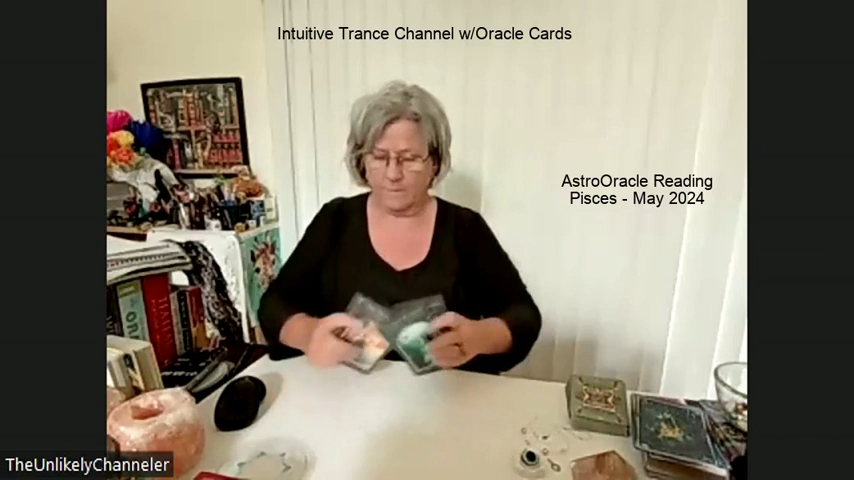 Intuitive Trance Channel w/Oracle Cards
AstroOracle Reading
Pisces - May 2024
TheUnlikelyChanneler